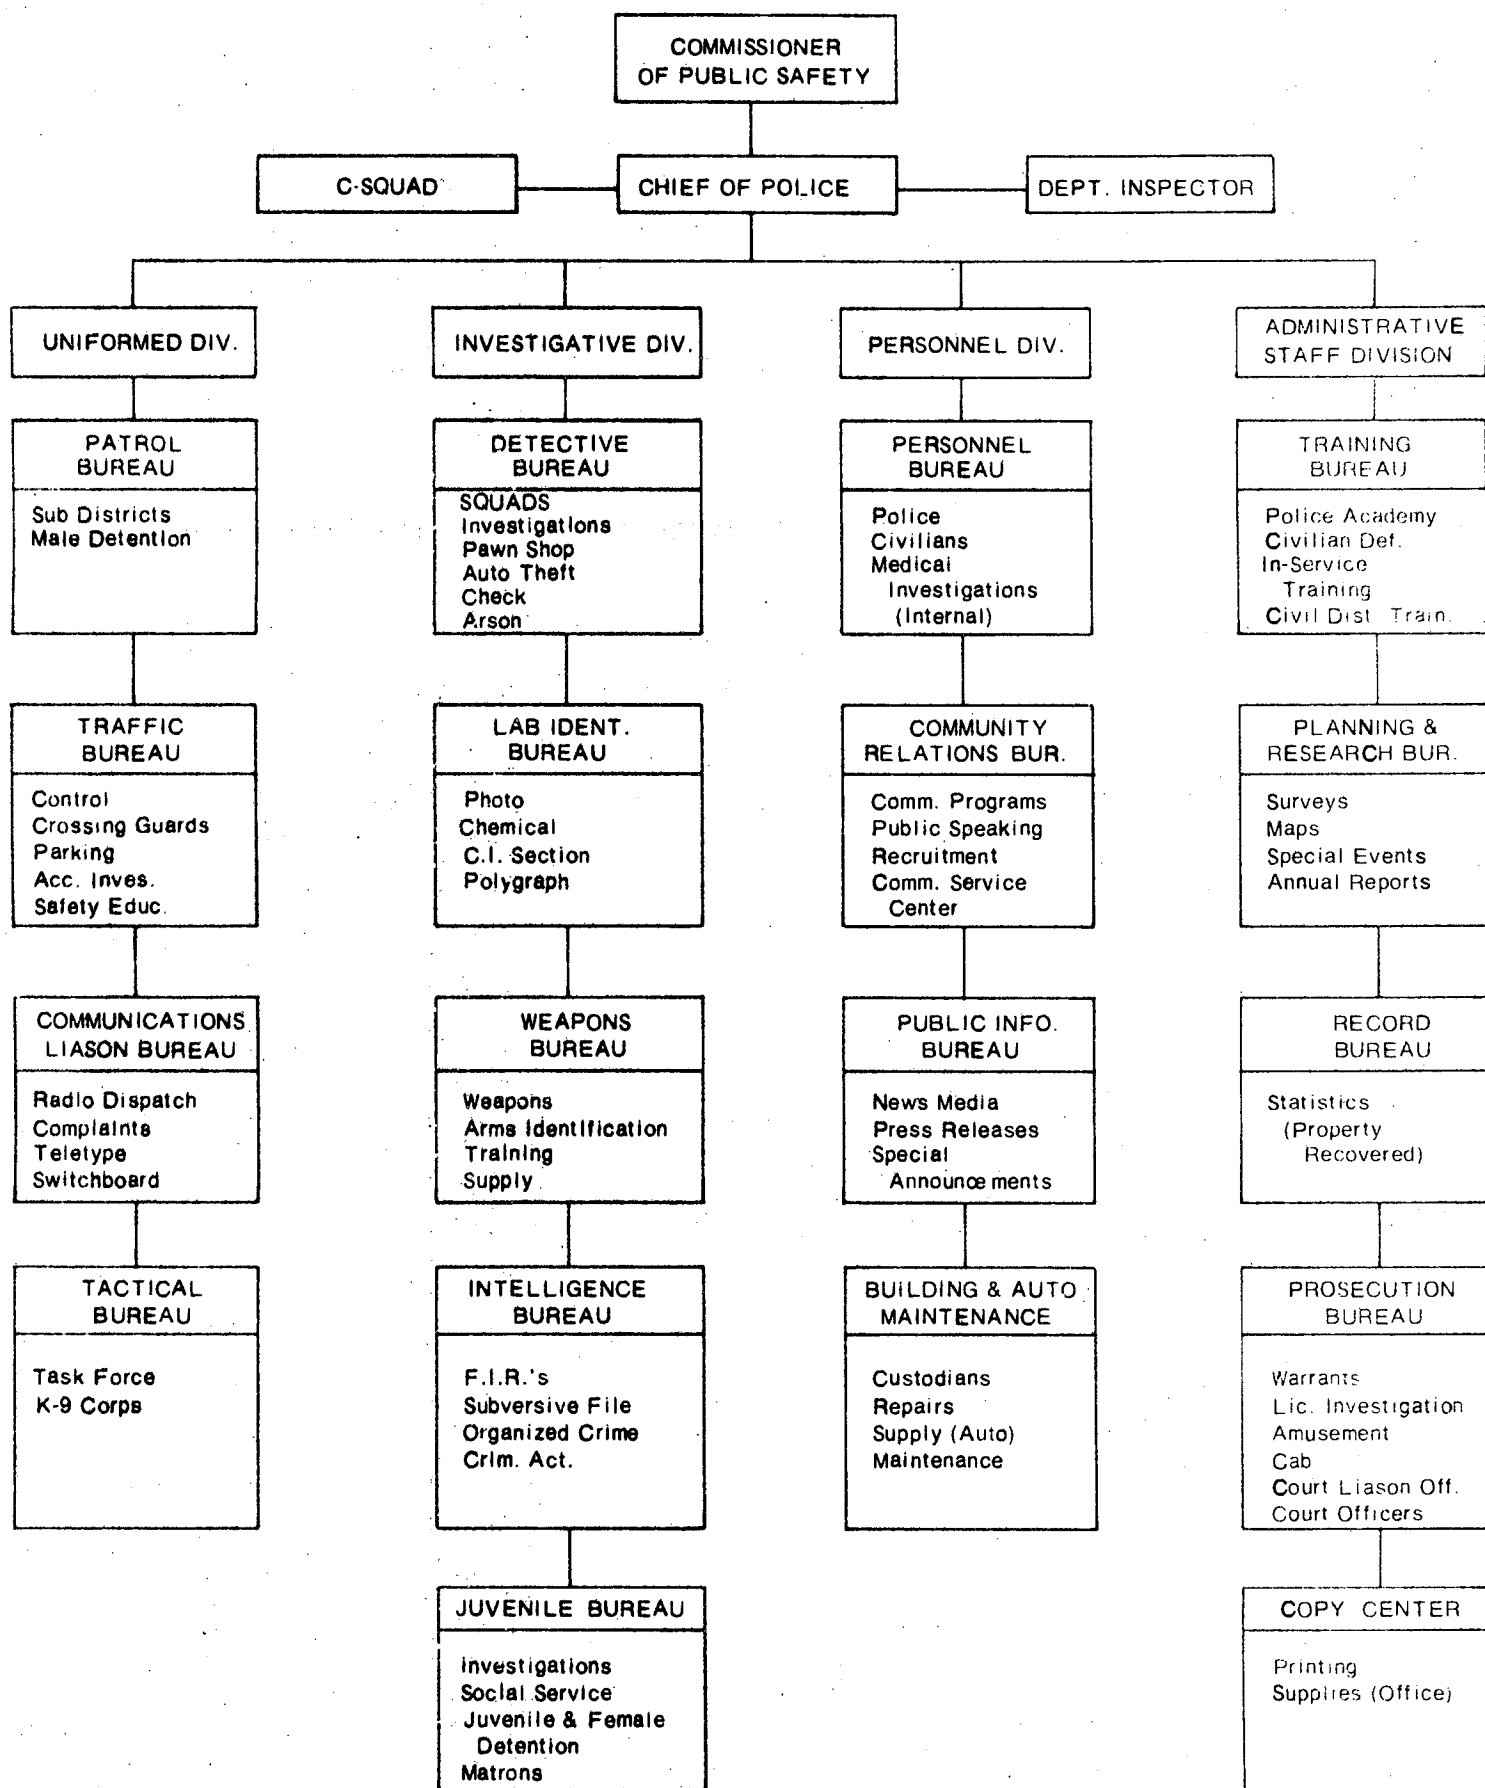 COMMISSIONER
OF PUBLIC SAFETY
C-SQUAD
CHIEF OF POLICE
DEPT. INSPECTOR
UNIFORMED DIV.
PATROL
BUREAU
Sub Districts
Male Detention
TRAFFIC
BUREAU
Control
Crossing Guards
Parking
Acc. Inves.
Safety Educ.
COMMUNICATIONS
LIASON BUREAU
Radio Dispatch
Complaints
Teletype
Switchboard
TACTICAL
BUREAU
Task Force
K-9 Corps
INVESTIGATIVE DIV.
DETECTIVE
BUREAU
SQUADS
Investigations
Pawn Shop
Auto Theft
Check
Arson
LAB IDENT.
BUREAU
Photo
Chemical
C.I. Section
Polygraph
WEAPONS
BUREAU
Weapons
Arms Identification
Training
Supply
INTELLIGENCE
BUREAU
F.I.R.'s
Subversive File
Organized Crime
Crim. Act.
JUVENILE BUREAU
Investigations
Social Service
Juvenile & Female
Detention
Matrons
PERSONNEL DIV.
PERSONNEL
BUREAU
Police
Civilians
Medical
Investigations
(Internal)
COMMUNITY
RELATIONS BUR.
Comm. Programs
Public Speaking
Recruitment
Comm. Service
Center
PUBLIC INFO.
BUREAU
News Media
Press Releases
Special
Announcements
BUILDING & AUTO
MAINTENANCE
Custodians
Repairs
Supply (Auto)
Maintenance
ADMINISTRATIVE
STAFF DIVISION
TRAINING
BUREAU
Police Academy
Civilian Def.
In-Service
Training
Civil Dist. Train.
PLANNING &
RESEARCH BUR.
Surveys
Maps
Special Events
Annual Reports
RECORD
BUREAU
Statistics
(Property
Recovered)
PROSECUTION
BUREAU
Warrants
Lic. Investigation
Amusement
Cab
Court Liason Off.
Court Officers
COPY CENTER
Printing
Supplies (Office)